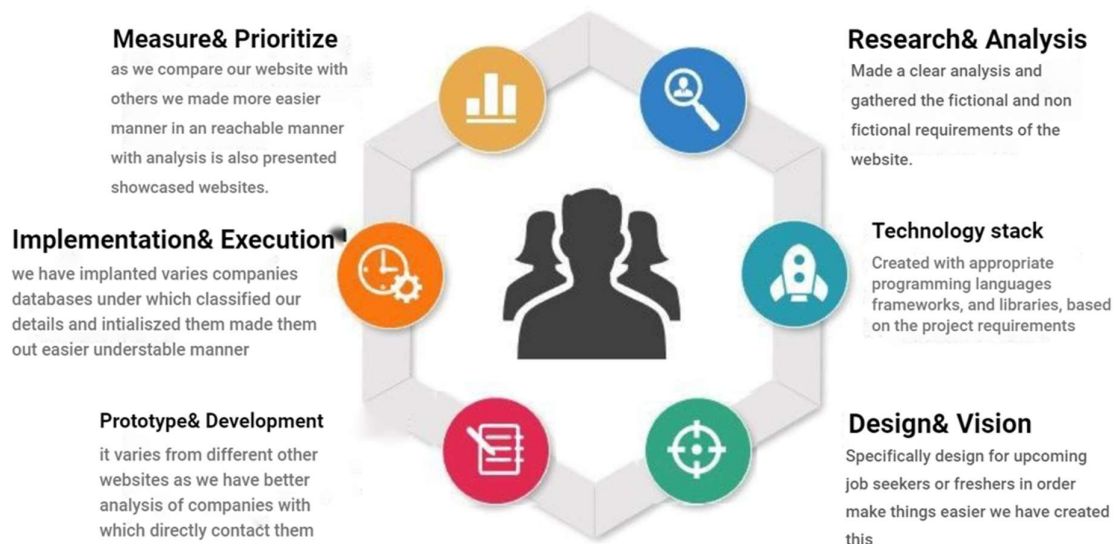 Measure& Prioritize
as we compare our website with
others we made more easier
manner in an reachable manner
with analysis is also presented
showcased websites.
Research& Analysis
Made a clear analysis and
gathered the fictional and non
fictional requirements of the
website.
Implementation& Execution
we have implanted varies companies
databases under which classified our
details and intialiszed them made them
out easier understable manner
Technology stack
Created with appropriate
programming languages
frameworks, and libraries, based
on the project requirements
Prototype& Development
it varies from different other
websites as we have better
analysis of companies with
which directly contact them
Design& Vision
Specifically design for upcoming
job seekers or freshers in order
make things easier we have created
this